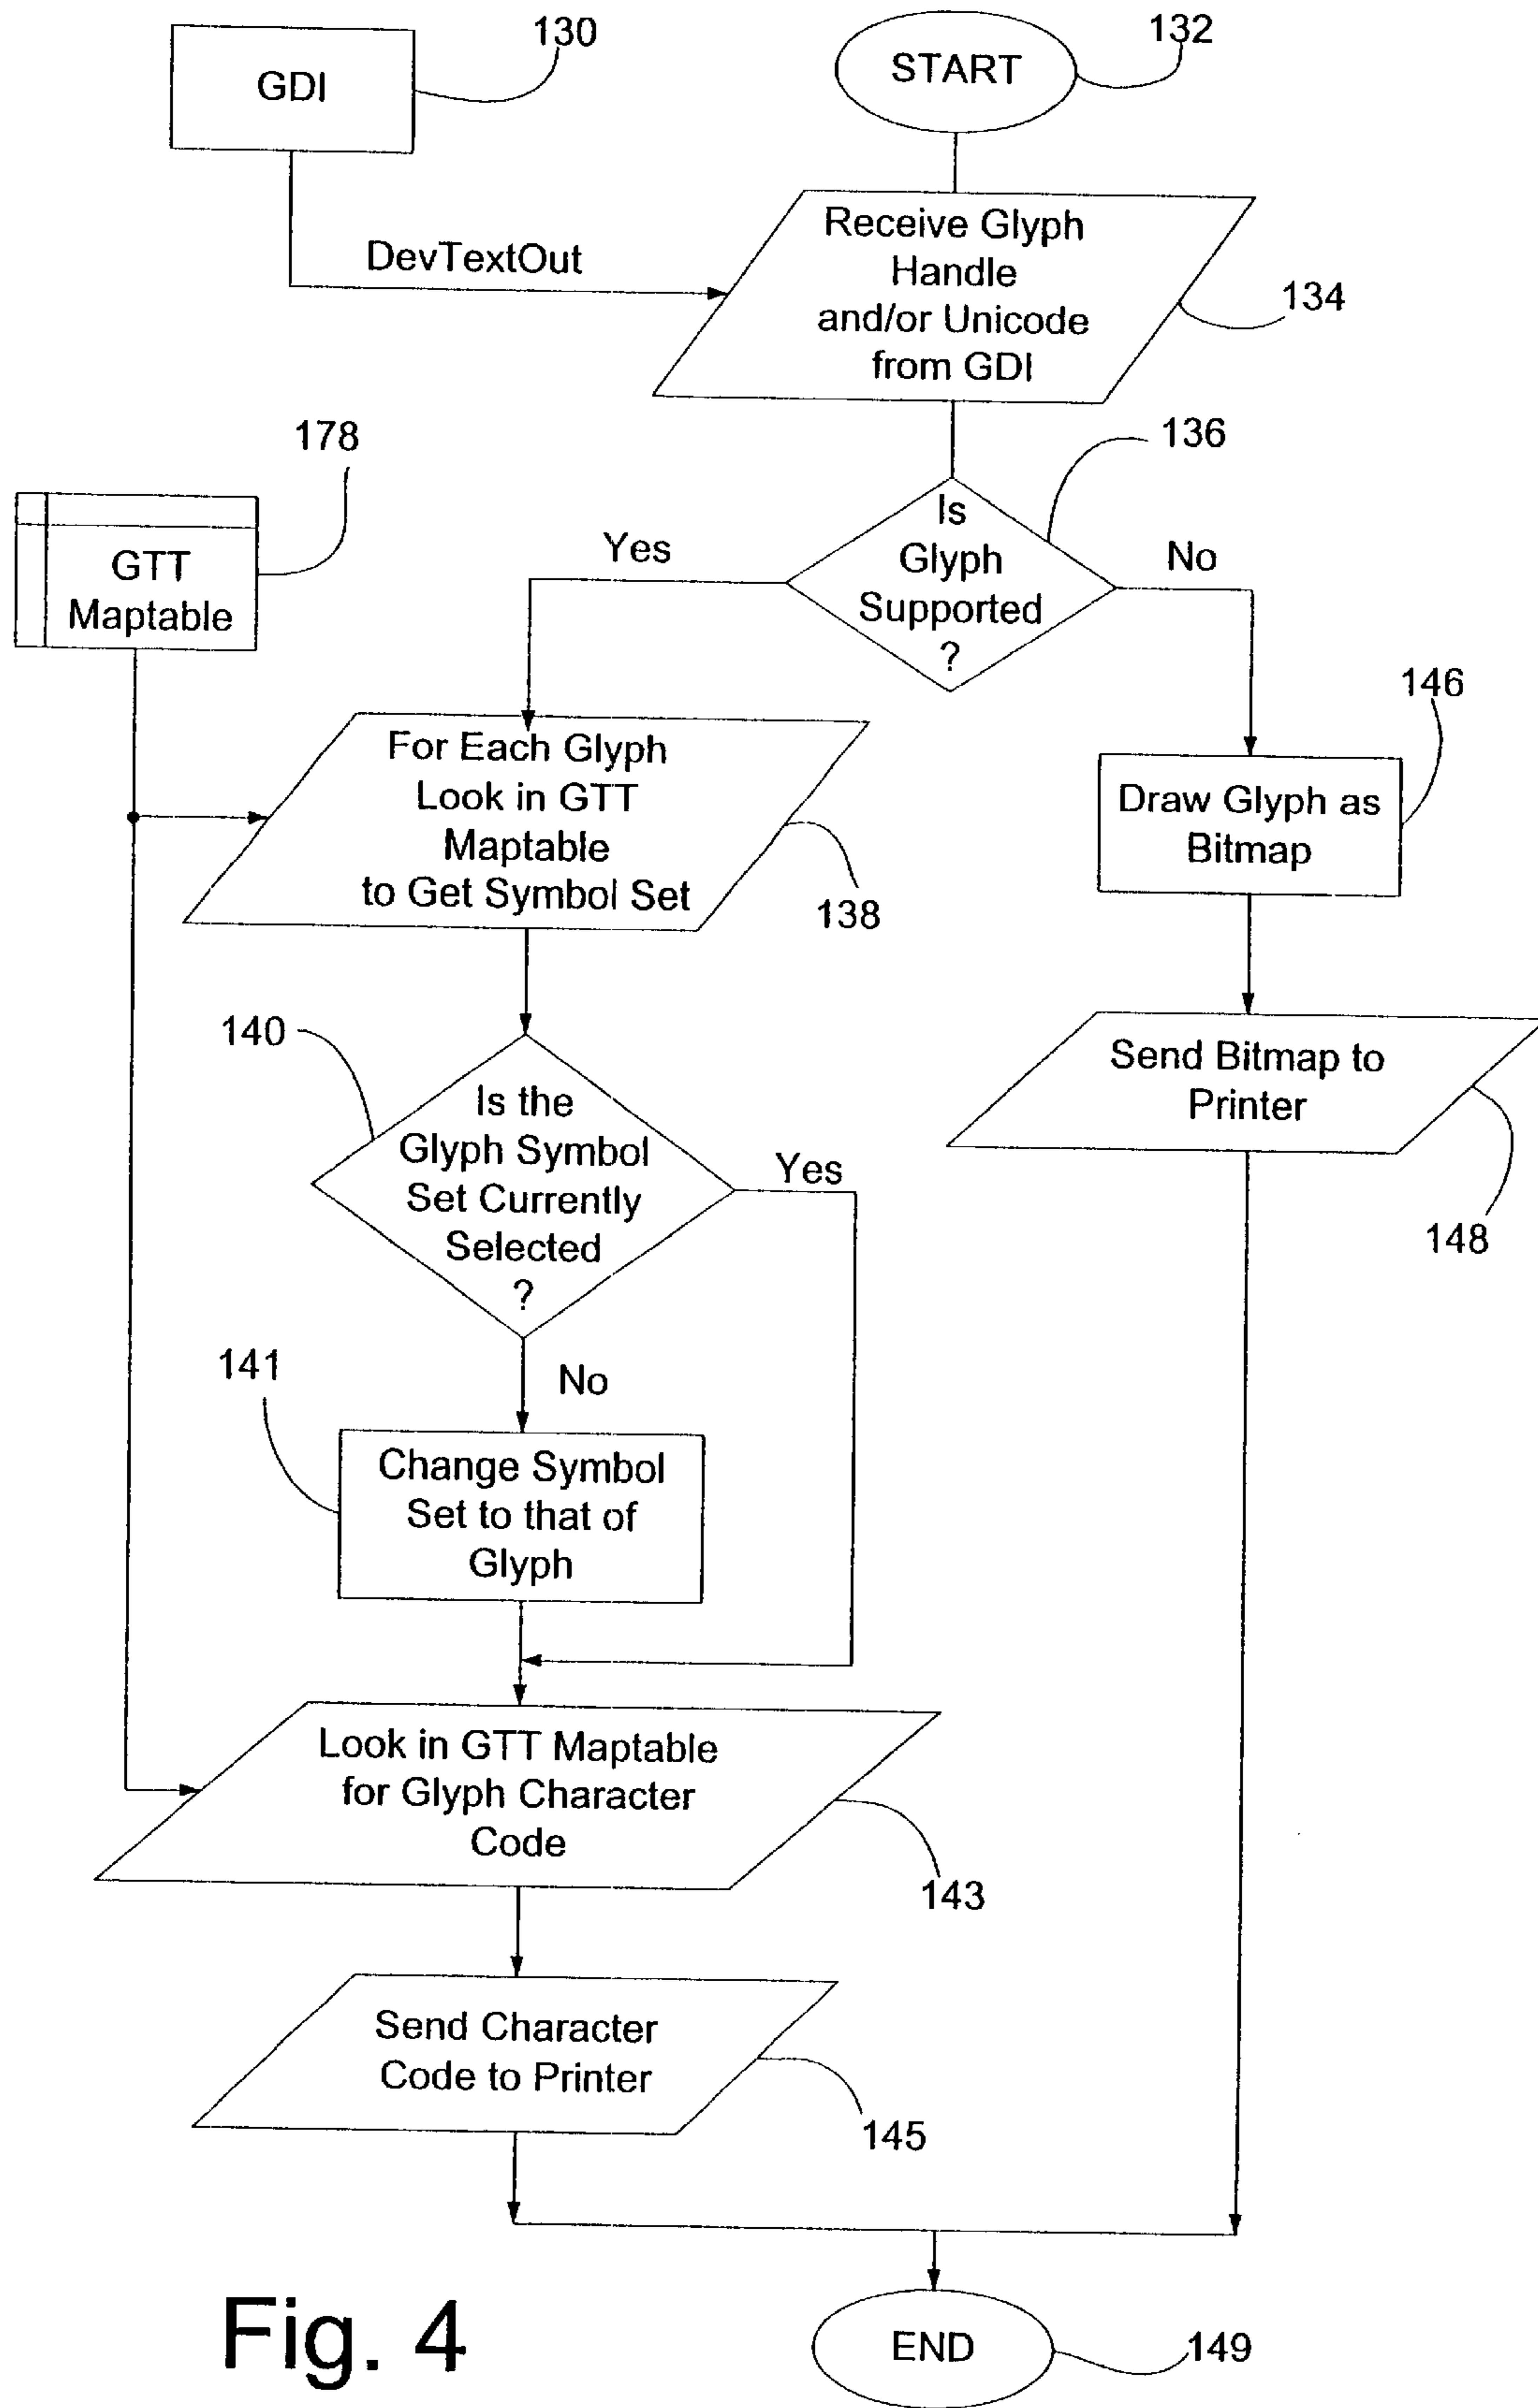 130
GDI
132
START
DevTextOut
Receive Glyph
Handle
and/or Unicode
from GDI
134
178
GTT
Maptable
136
Is
Glyph
Supported
?
Yes
No
For Each Glyph
Look in GTT
Maptable
to Get Symbol Set
138
146
Draw Glyph as
Bitmap
140
Is the
Glyph Symbol
Set Currently
Selected
?
Yes
Send Bitmap to
Printer
148
No
141
Change Symbol
Set to that of
Glyph
Look in GTT Maptable
for Glyph Character
Code
143
Send Character
Code to Printer
145
END
149
Fig. 4